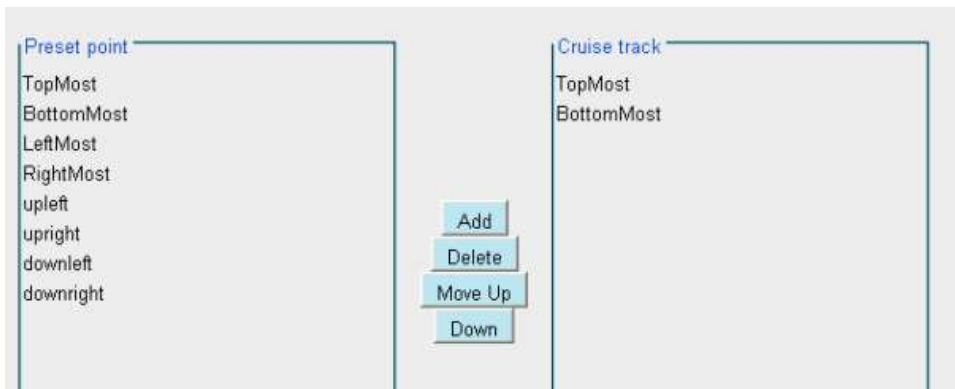 Preset point
TopMost
BottomMost
LeftMost
RightMost
upleft
upright
downleft
downright
Add
Delete
Move Up
Down
Cruise track
TopMost
BottomMost